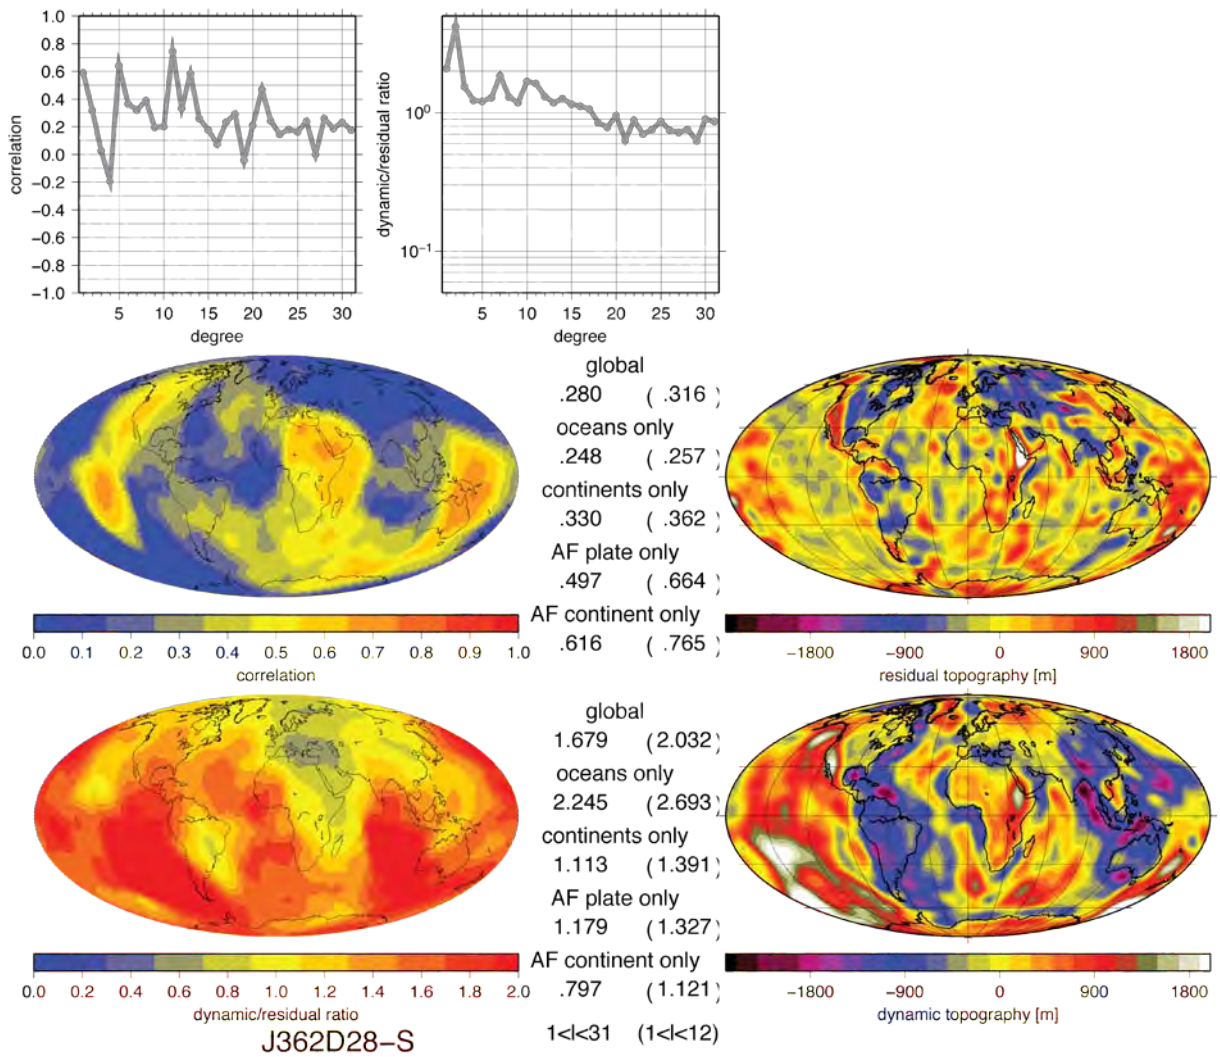 1.0
0.8
0.6
0.4
0.2
0.0
−0.2
−0.4
−0.6
−0.8
−1.0
correlation
5 10 15 20 25 30
degree
dynamic/residual ratio
10⁰
10⁻¹
5 10 15 20 25 30
degree
global
.280 ( .316)
oceans only
.248 ( .257)
continents only
.330 ( .362)
AF plate only
.497 ( .664)
AF continent only
.616 ( .765)
0.0 0.1 0.2 0.3 0.4 0.5 0.6 0.7 0.8 0.9 1.0
correlation
−1800 −900 0 900 1800
residual topography [m]
global
1.679 (2.032)
oceans only
2.245 (2.693)
continents only
1.113 (1.391)
AF plate only
1.179 (1.327)
AF continent only
.797 (1.121)
0.0 0.2 0.4 0.6 0.8 1.0 1.2 1.4 1.6 1.8 2.0
dynamic/residual ratio
−1800 −900 0 900 1800
dynamic topography [m]
J362D28−S
1<l<31 (1<l<12)